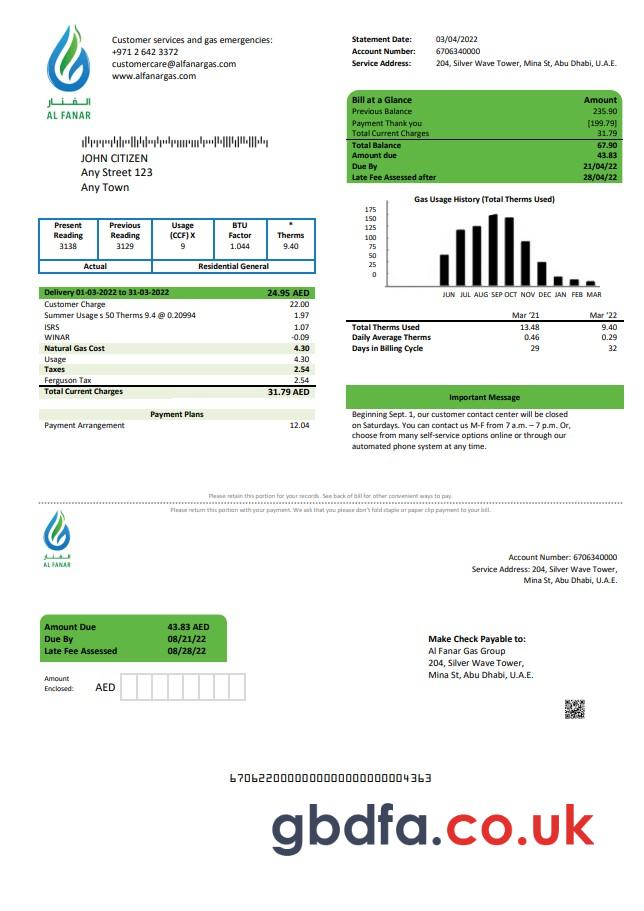 Customer services and gas emergencies:
+971 2 642 3372
customercare@alfanargas.com
www.alfanargas.com
الـفـنــار
AL FANAR
Statement Date: 03/04/2022
Account Number: 6706340000
Service Address: 204, Silver Wave Tower, Mina St, Abu Dhabi, U.A.E.
JOHN CITIZEN
Any Street 123
Any Town
Bill at a Glance Amount
Previous Balance 235.90
Payment Thank you [199.79]
Total Current Charges 31.79
Total Balance 67.90
Amount due 43.83
Due By 21/04/22
Late Fee Assessed after 28/04/22
Present Reading Previous Reading Usage (CCF) X BTU Factor * Therms
3138 3129 9 1.044 9.40
Actual Residential General
Gas Usage History (Total Therms Used)
175
150
125
100
75
50
25
0
JUN JUL AUG SEP OCT NOV DEC JAN FEB MAR
Delivery 01-03-2022 to 31-03-2022 24.95 AED
Customer Charge 22.00
Summer Usage s 50 Therms 9.4 @ 0.20994 1.97
ISRS 1.07
WINAR -0.09
Natural Gas Cost 4.30
Usage 4.30
Taxes 2.54
Ferguson Tax 2.54
Total Current Charges 31.79 AED
Payment Plans
Payment Arrangement 12.04
Mar '21 Mar '22
Total Therms Used 13.48 9.40
Daily Average Therms 0.46 0.29
Days in Billing Cycle 29 32
Important Message
Beginning Sept. 1, our customer contact center will be closed
on Saturdays. You can contact us M-F from 7 a.m. – 7 p.m. Or,
choose from many self-service options online or through our
automated phone system at any time.
Please retain this portion for your records. See back of bill for other convenient ways to pay.
Please return this portion with your payment. We ask that you please don't fold staple or paper clip payment to your bill.
الـفـنــار
AL FANAR
Account Number: 6706340000
Service Address: 204, Silver Wave Tower,
Mina St, Abu Dhabi, U.A.E.
Amount Due 43.83 AED
Due By 08/21/22
Late Fee Assessed 08/28/22
Amount
Enclosed: AED
Make Check Payable to:
Al Fanar Gas Group
204, Silver Wave Tower,
Mina St, Abu Dhabi, U.A.E.
6706220000000000000000004363
gbdfa.co.uk